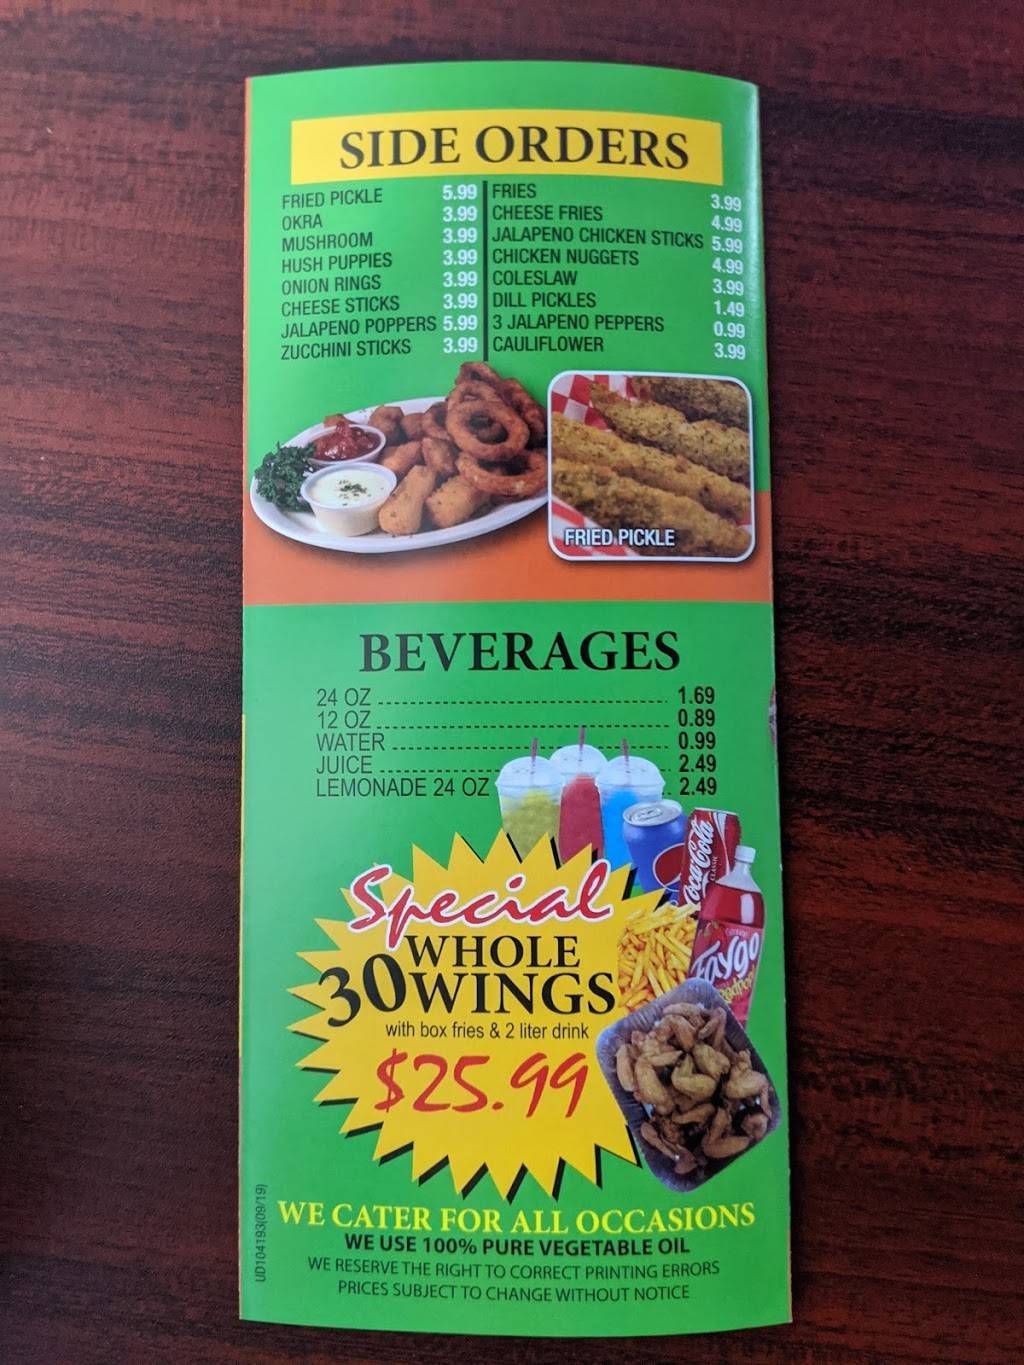 SIDE ORDERS
FRIED PICKLE 5.99
OKRA 3.99
MUSHROOM 3.99
HUSH PUPPIES 3.99
ONION RINGS 3.99
CHEESE STICKS 3.99
JALAPENO POPPERS 5.99
ZUCCHINI STICKS 3.99
FRIES 3.99
CHEESE FRIES 4.99
JALAPENO CHICKEN STICKS 5.99
CHICKEN NUGGETS 4.99
COLESLAW 3.99
DILL PICKLES 1.49
3 JALAPENO PEPPERS 0.99
CAULIFLOWER 3.99
FRIED PICKLE
BEVERAGES
24 OZ 1.69
12 OZ 0.89
WATER 0.99
JUICE 2.49
LEMONADE 24 OZ 2.49
Coca-Cola
CLASSIC
Faygo
Special
30 WHOLE
WINGS
with box fries & 2 liter drink
$25.99
WE CATER FOR ALL OCCASIONS
WE USE 100% PURE VEGETABLE OIL
WE RESERVE THE RIGHT TO CORRECT PRINTING ERRORS
PRICES SUBJECT TO CHANGE WITHOUT NOTICE
UD104193(09/19)